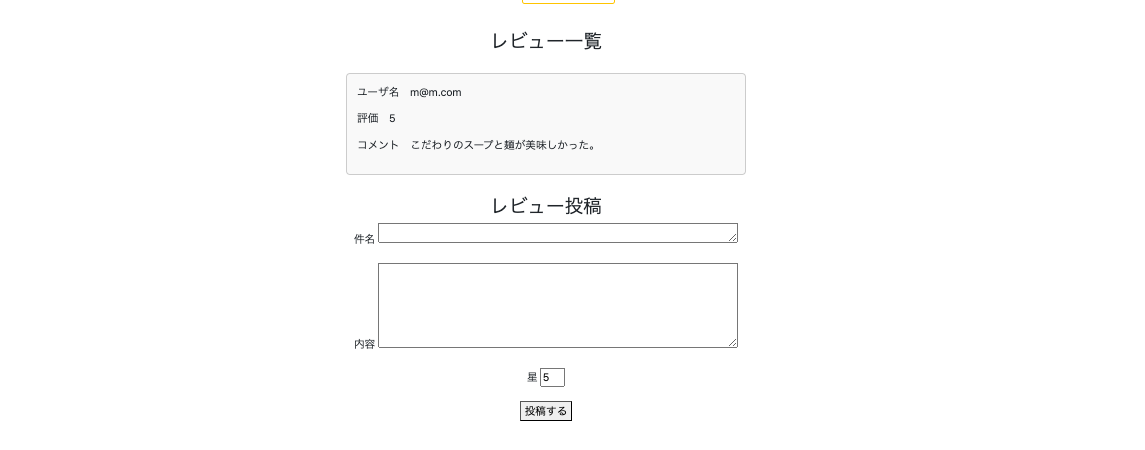 レビュー一覧
ユーザ名　m@m.com
評価　5
コメント　こだわりのスープと麺が美味しかった。
レビュー投稿
件名
内容
星 5
投稿する